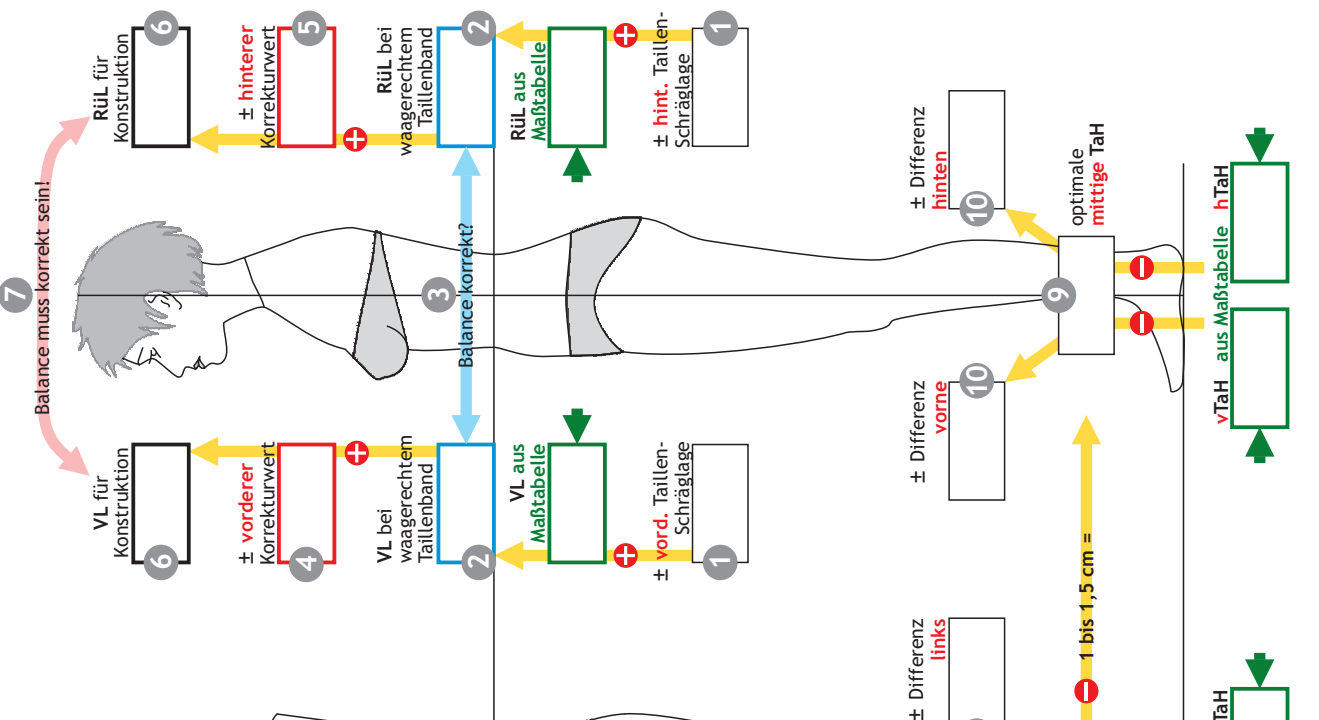 7
Balance muss korrekt sein!
VL für
Konstruktion
6
RüL für
Konstruktion
6
± vorderer
Korrekturwert
4
± hinterer
Korrekturwert
5
+
+
VL bei
waagerechtem
Taillenband
2
3
Balance korrekt?
RüL bei
waagerechtem
Taillenband
2
VL aus
Maßtabelle
RüL aus
Maßtabelle
+
+
± vord. Taillen-
Schräglage
1
± hint. Taillen-
Schräglage
1
± Differenz
links
± Differenz
vorne
10
± Differenz
hinten
10
optimale
mittige TaH
9
−
1 bis 1,5 cm =
−
−
TaH
vTaH aus Maßtabelle hTaH